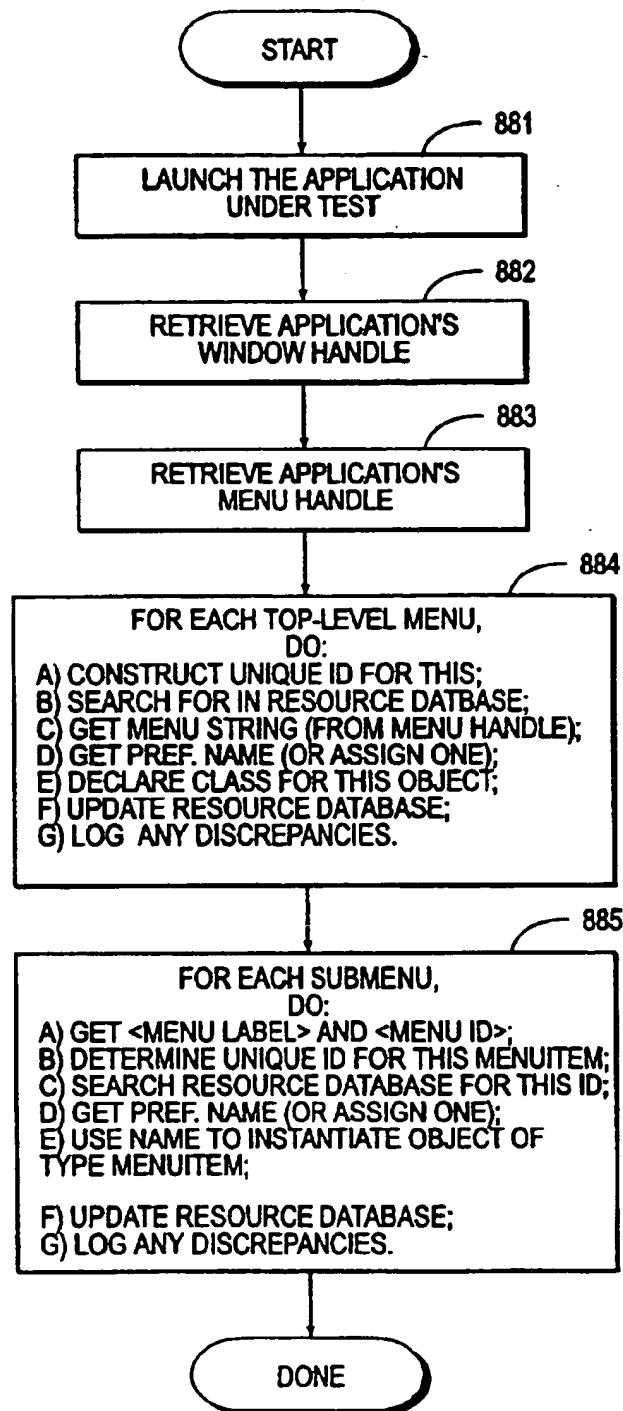 START
881
LAUNCH THE APPLICATION
UNDER TEST
882
RETRIEVE APPLICATION'S
WINDOW HANDLE
883
RETRIEVE APPLICATION'S
MENU HANDLE
884
FOR EACH TOP-LEVEL MENU,
DO:
A) CONSTRUCT UNIQUE ID FOR THIS;
B) SEARCH FOR IN RESOURCE DATBASE;
C) GET MENU STRING (FROM MENU HANDLE);
D) GET PREF. NAME (OR ASSIGN ONE);
E) DECLARE CLASS FOR THIS OBJECT;
F) UPDATE RESOURCE DATABASE;
G) LOG ANY DISCREPANCIES.
885
FOR EACH SUBMENU,
DO:
A) GET <MENU LABEL> AND <MENU ID>;
B) DETERMINE UNIQUE ID FOR THIS MENUITEM;
C) SEARCH RESOURCE DATABASE FOR THIS ID;
D) GET PREF. NAME (OR ASSIGN ONE);
E) USE NAME TO INSTANTIATE OBJECT OF
TYPE MENUITEM;
F) UPDATE RESOURCE DATABASE;
G) LOG ANY DISCREPANCIES.
DONE